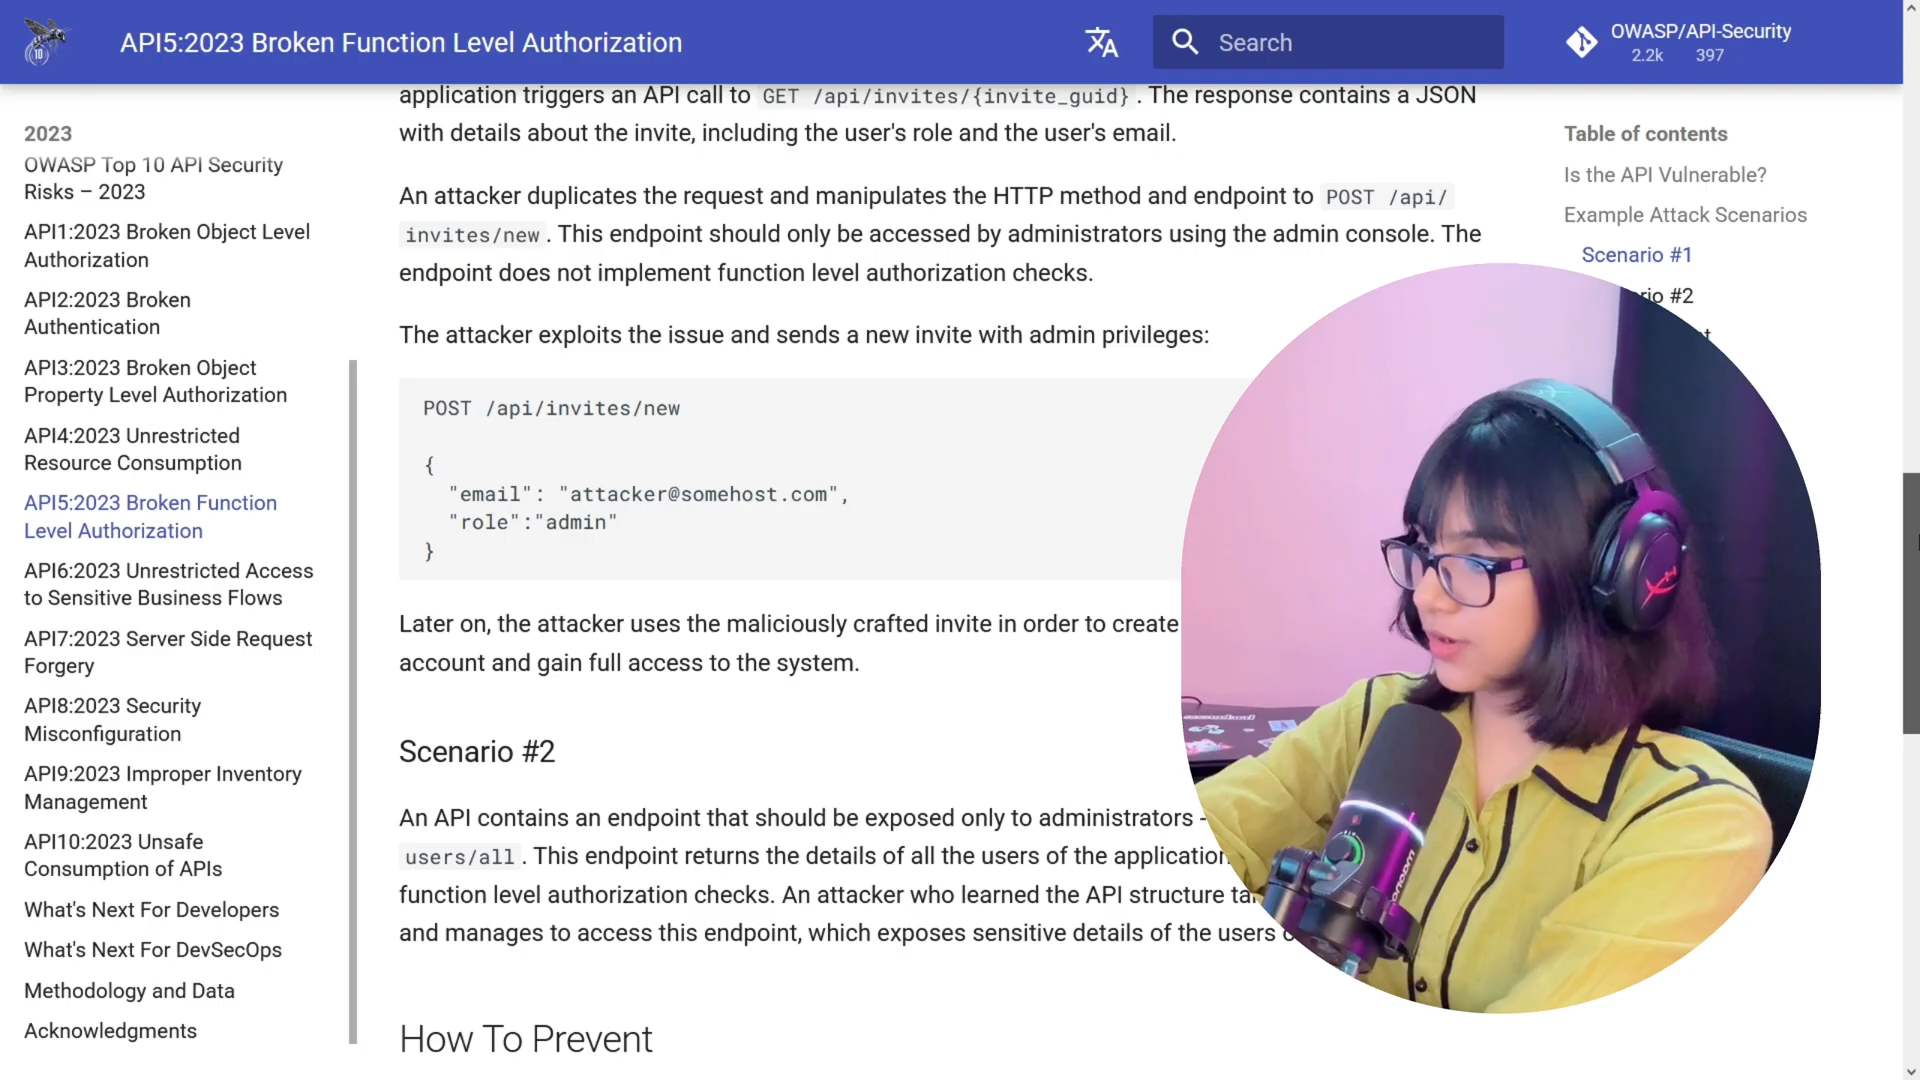 API5:2023 Broken Function Level Authorization
Search
OWASP/API-Security
2.2k 397
2023
OWASP Top 10 API Security
Risks – 2023
API1:2023 Broken Object Level
Authorization
API2:2023 Broken
Authentication
API3:2023 Broken Object
Property Level Authorization
API4:2023 Unrestricted
Resource Consumption
API5:2023 Broken Function
Level Authorization
API6:2023 Unrestricted Access
to Sensitive Business Flows
API7:2023 Server Side Request
Forgery
API8:2023 Security
Misconfiguration
API9:2023 Improper Inventory
Management
API10:2023 Unsafe
Consumption of APIs
What's Next For Developers
What's Next For DevSecOps
Methodology and Data
Acknowledgments
application triggers an API call to GET /api/invites/{invite_guid} . The response contains a JSON
with details about the invite, including the user's role and the user's email.
An attacker duplicates the request and manipulates the HTTP method and endpoint to POST /api/
invites/new . This endpoint should only be accessed by administrators using the admin console. The
endpoint does not implement function level authorization checks.
The attacker exploits the issue and sends a new invite with admin privileges:
POST /api/invites/new
{
"email": "attacker@somehost.com",
"role":"admin"
}
Later on, the attacker uses the maliciously crafted invite in order to create
account and gain full access to the system.
Scenario #2
An API contains an endpoint that should be exposed only to administrators -
users/all . This endpoint returns the details of all the users of the application
function level authorization checks. An attacker who learned the API structure
and manages to access this endpoint, which exposes sensitive details of the users
How To Prevent
Table of contents
Is the API Vulnerable?
Example Attack Scenarios
Scenario #1
#2
10
maono